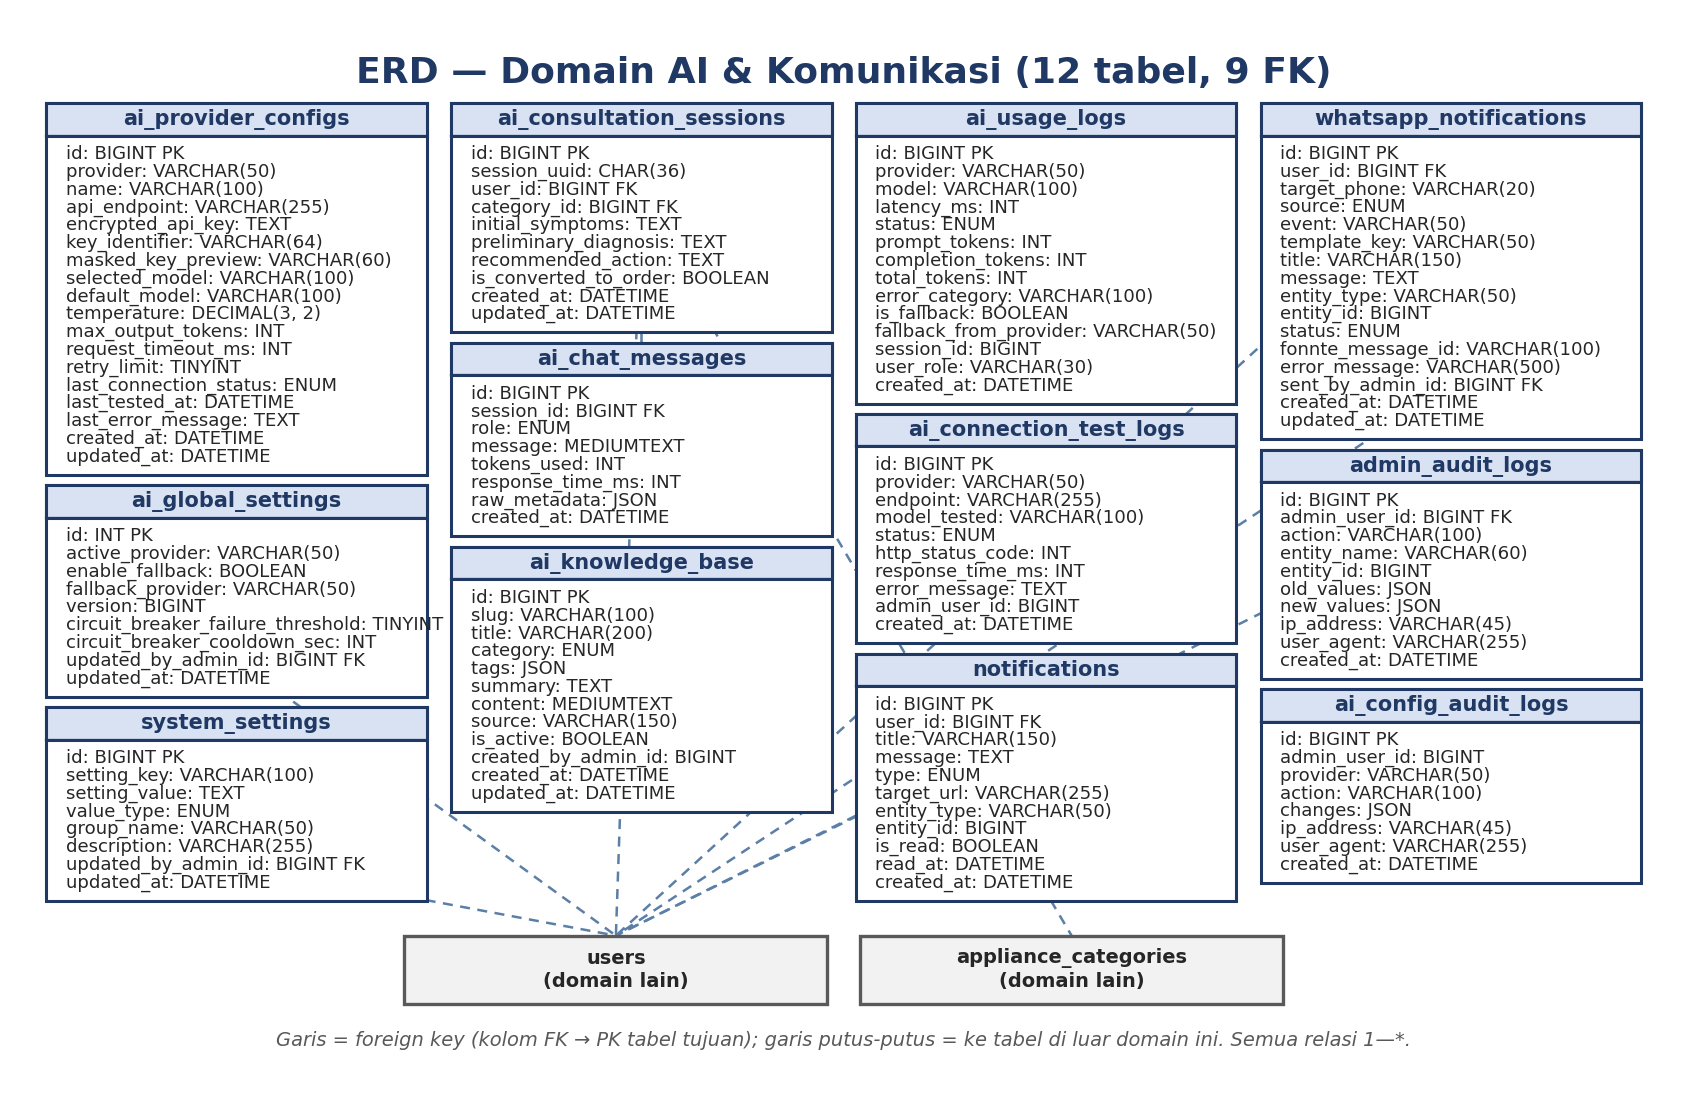 ERD — Domain AI & Komunikasi (12 tabel, 9 FK)
ai_provider_configs
id: BIGINT PK
provider: VARCHAR(50)
name: VARCHAR(100)
api_endpoint: VARCHAR(255)
encrypted_api_key: TEXT
key_identifier: VARCHAR(64)
masked_key_preview: VARCHAR(60)
selected_model: VARCHAR(100)
default_model: VARCHAR(100)
temperature: DECIMAL(3, 2)
max_output_tokens: INT
request_timeout_ms: INT
retry_limit: TINYINT
last_connection_status: ENUM
last_tested_at: DATETIME
last_error_message: TEXT
created_at: DATETIME
updated_at: DATETIME
ai_global_settings
id: INT PK
active_provider: VARCHAR(50)
enable_fallback: BOOLEAN
fallback_provider: VARCHAR(50)
version: BIGINT
circuit_breaker_failure_threshold: TINYINT
circuit_breaker_cooldown_sec: INT
updated_by_admin_id: BIGINT FK
updated_at: DATETIME
system_settings
id: BIGINT PK
setting_key: VARCHAR(100)
setting_value: TEXT
value_type: ENUM
group_name: VARCHAR(50)
description: VARCHAR(255)
updated_by_admin_id: BIGINT FK
updated_at: DATETIME
ai_consultation_sessions
id: BIGINT PK
session_uuid: CHAR(36)
user_id: BIGINT FK
category_id: BIGINT FK
initial_symptoms: TEXT
preliminary_diagnosis: TEXT
recommended_action: TEXT
is_converted_to_order: BOOLEAN
created_at: DATETIME
updated_at: DATETIME
ai_chat_messages
id: BIGINT PK
session_id: BIGINT FK
role: ENUM
message: MEDIUMTEXT
tokens_used: INT
response_time_ms: INT
raw_metadata: JSON
created_at: DATETIME
ai_knowledge_base
id: BIGINT PK
slug: VARCHAR(100)
title: VARCHAR(200)
category: ENUM
tags: JSON
summary: TEXT
content: MEDIUMTEXT
source: VARCHAR(150)
is_active: BOOLEAN
created_by_admin_id: BIGINT
created_at: DATETIME
updated_at: DATETIME
ai_usage_logs
id: BIGINT PK
provider: VARCHAR(50)
model: VARCHAR(100)
latency_ms: INT
status: ENUM
prompt_tokens: INT
completion_tokens: INT
total_tokens: INT
error_category: VARCHAR(100)
is_fallback: BOOLEAN
fallback_from_provider: VARCHAR(50)
session_id: BIGINT
user_role: VARCHAR(30)
created_at: DATETIME
ai_connection_test_logs
id: BIGINT PK
provider: VARCHAR(50)
endpoint: VARCHAR(255)
model_tested: VARCHAR(100)
status: ENUM
http_status_code: INT
response_time_ms: INT
error_message: TEXT
admin_user_id: BIGINT
created_at: DATETIME
notifications
id: BIGINT PK
user_id: BIGINT FK
title: VARCHAR(150)
message: TEXT
type: ENUM
target_url: VARCHAR(255)
entity_type: VARCHAR(50)
entity_id: BIGINT
is_read: BOOLEAN
read_at: DATETIME
created_at: DATETIME
whatsapp_notifications
id: BIGINT PK
user_id: BIGINT FK
target_phone: VARCHAR(20)
source: ENUM
event: VARCHAR(50)
template_key: VARCHAR(50)
title: VARCHAR(150)
message: TEXT
entity_type: VARCHAR(50)
entity_id: BIGINT
status: ENUM
fonnte_message_id: VARCHAR(100)
error_message: VARCHAR(500)
sent_by_admin_id: BIGINT FK
created_at: DATETIME
updated_at: DATETIME
admin_audit_logs
id: BIGINT PK
admin_user_id: BIGINT FK
action: VARCHAR(100)
entity_name: VARCHAR(60)
entity_id: BIGINT
old_values: JSON
new_values: JSON
ip_address: VARCHAR(45)
user_agent: VARCHAR(255)
created_at: DATETIME
ai_config_audit_logs
id: BIGINT PK
admin_user_id: BIGINT
provider: VARCHAR(50)
action: VARCHAR(100)
changes: JSON
ip_address: VARCHAR(45)
user_agent: VARCHAR(255)
created_at: DATETIME
users
(domain lain)
appliance_categories
(domain lain)
Garis = foreign key (kolom FK → PK tabel tujuan); garis putus-putus = ke tabel di luar domain ini. Semua relasi 1—*.